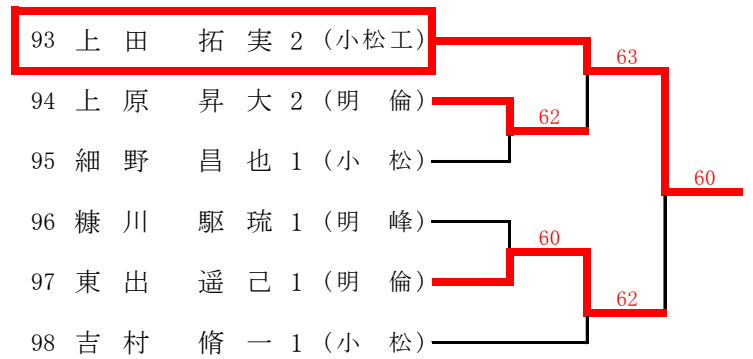 93 上田 拓実 2 (小松工)
63
94 上原 昇大 2 (明 倫)
62
95 細野 昌也 1 (小 松)
60
96 糠川 駆琉 1 (明 峰)
60
97 東出 遥己 1 (明 倫)
62
98 吉村 脩一 1 (小 松)